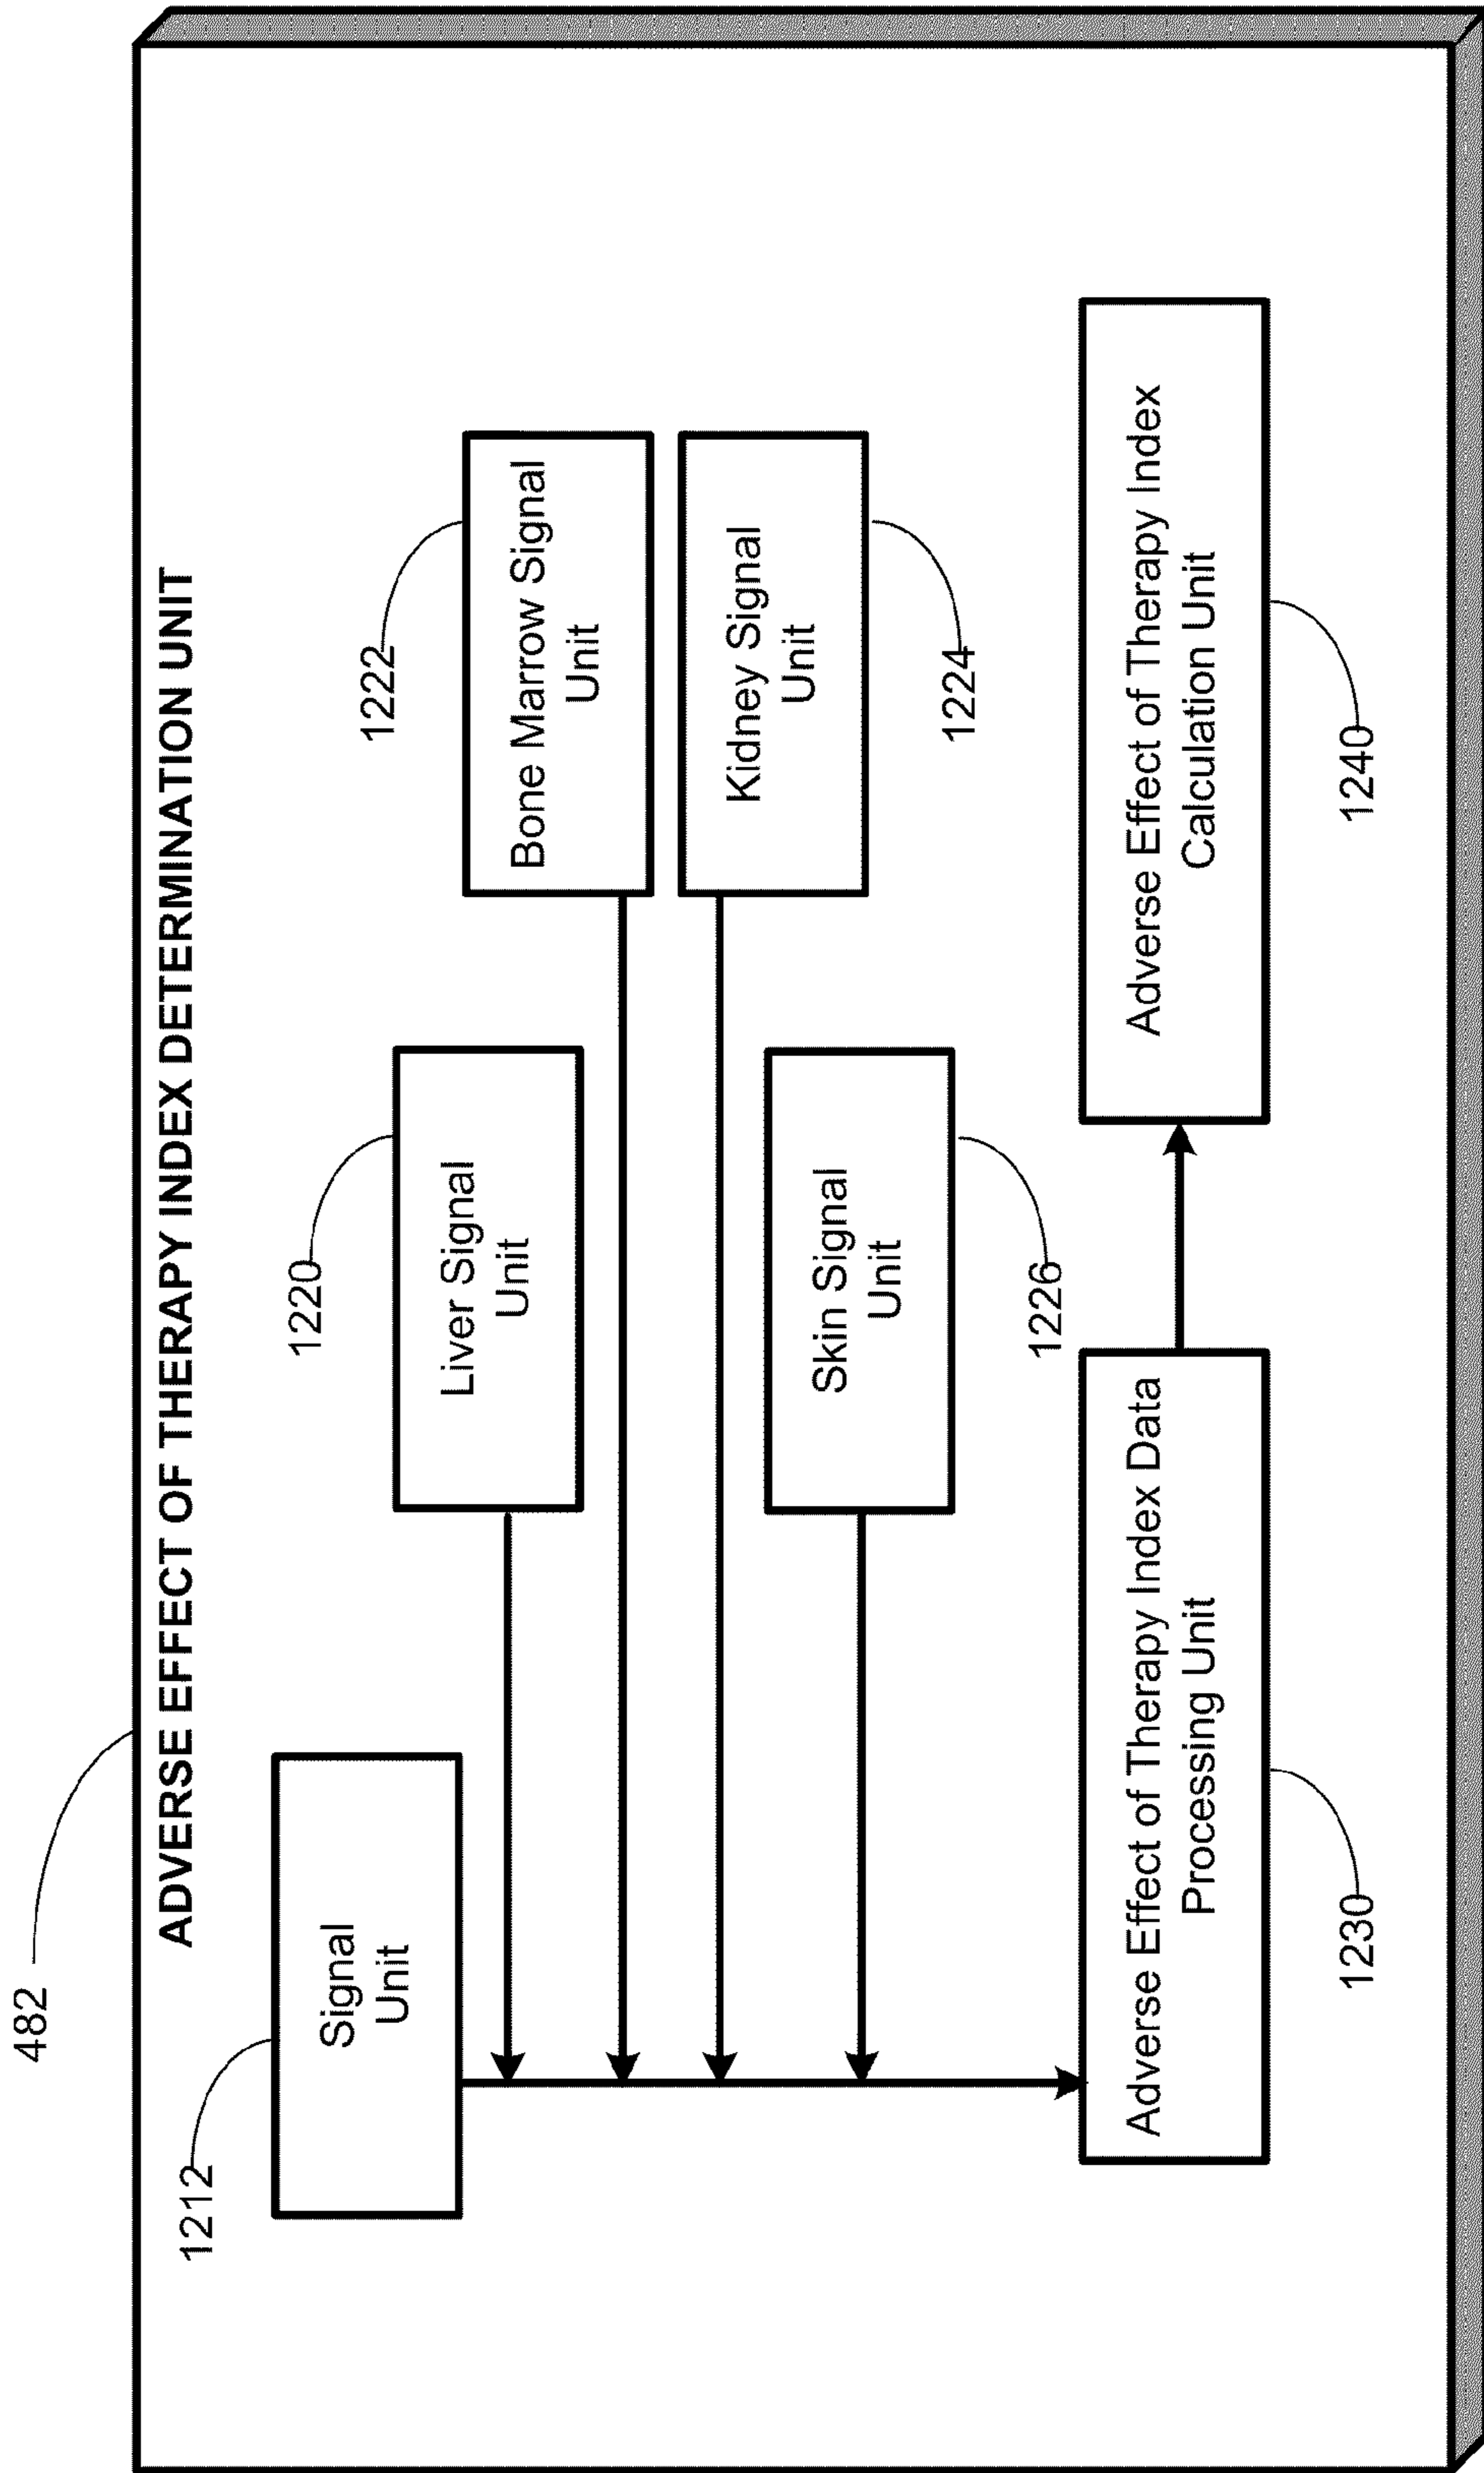 482
ADVERSE EFFECT OF THERAPY INDEX DETERMINATION UNIT
1212
Signal
Unit
1220
Liver Signal
Unit
1222
Bone Marrow Signal
Unit
Kidney Signal
Unit
1224
Skin Signal
Unit
1226
Adverse Effect of Therapy Index Data
Processing Unit
1230
Adverse Effect of Therapy Index
Calculation Unit
1240